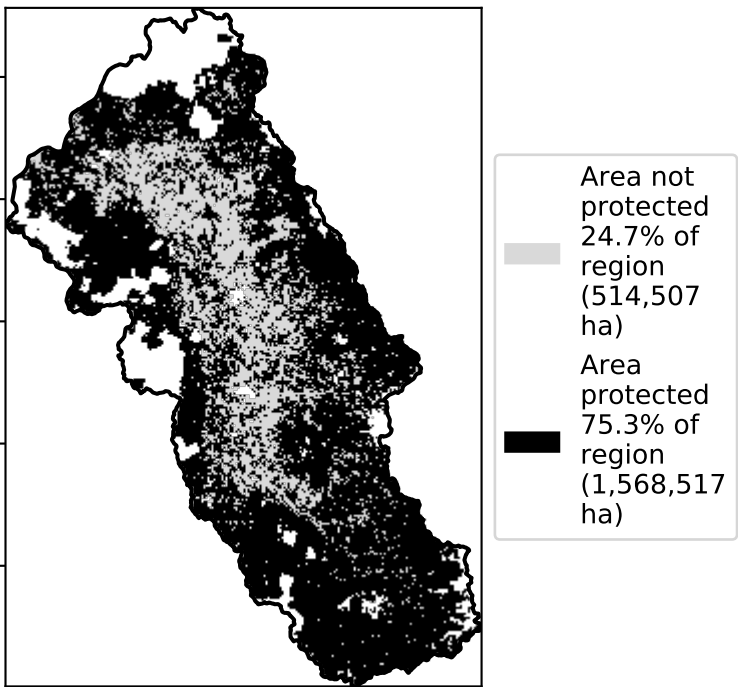 Area not
protected
24.7% of
region
(514,507
ha)
Area
protected
75.3% of
region
(1,568,517
ha)